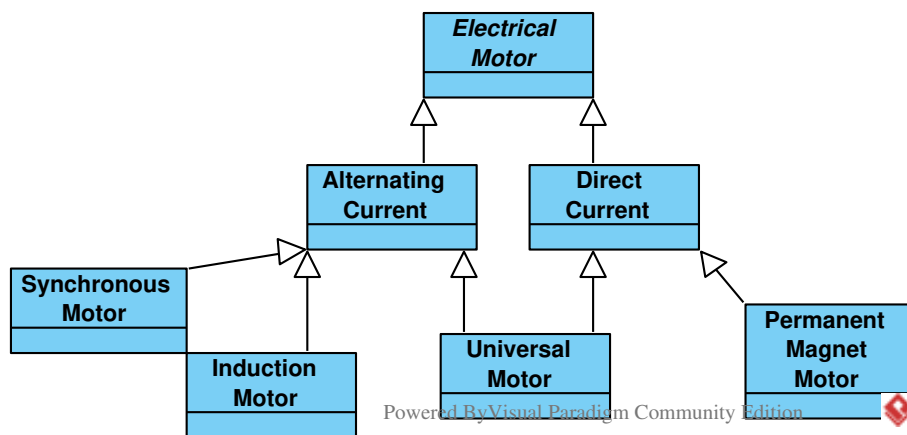 Electrical
Motor
Alternating
Current
Direct
Current
Synchronous
Motor
Induction
Motor
Universal
Motor
Permanent
Magnet
Motor
Powered ByVisual Paradigm Community Edition